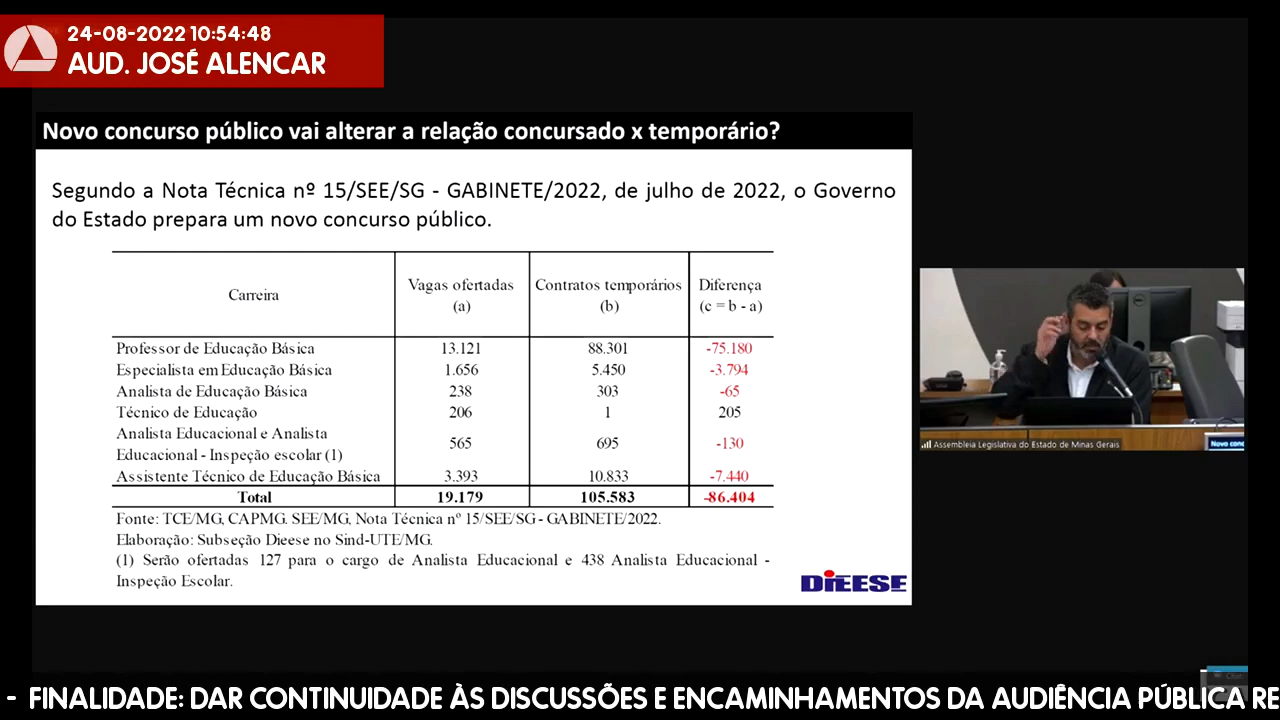 24-08-2022 10:54:48
AUD. JOSÉ ALENCAR
Novo concurso público vai alterar a relação concursado x temporário?
Segundo a Nota Técnica nº 15/SEE/SG - GABINETE/2022, de julho de 2022, o Governo
do Estado prepara um novo concurso público.
Carreira Vagas ofertadas (a) Contratos temporários (b) Diferença (c = b - a)
Professor de Educação Básica 13.121 88.301 -75.180
Especialista em Educação Básica 1.656 5.450 -3.794
Analista de Educação Básica 238 303 -65
Técnico de Educação 206 1 205
Analista Educacional e Analista
Educacional - Inspeção escolar (1) 565 695 -130
Assistente Técnico de Educação Básica 3.393 10.833 -7.440
Total 19.179 105.583 -86.404
Fonte: TCE/MG, CAPMG. SEE/MG, Nota Técnica nº 15/SEE/SG - GABINETE/2022.
Elaboração: Subseção Dieese no Sind-UTE/MG.
(1) Serão ofertadas 127 para o cargo de Analista Educacional e 438 Analista Educacional -
Inspeção Escolar.
DIEESE
Assembleia Legislativa do Estado de Minas Gerais
Novo conc
- FINALIDADE: DAR CONTINUIDADE ÀS DISCUSSÕES E ENCAMINHAMENTOS DA AUDIÊNCIA PÚBLICA RE